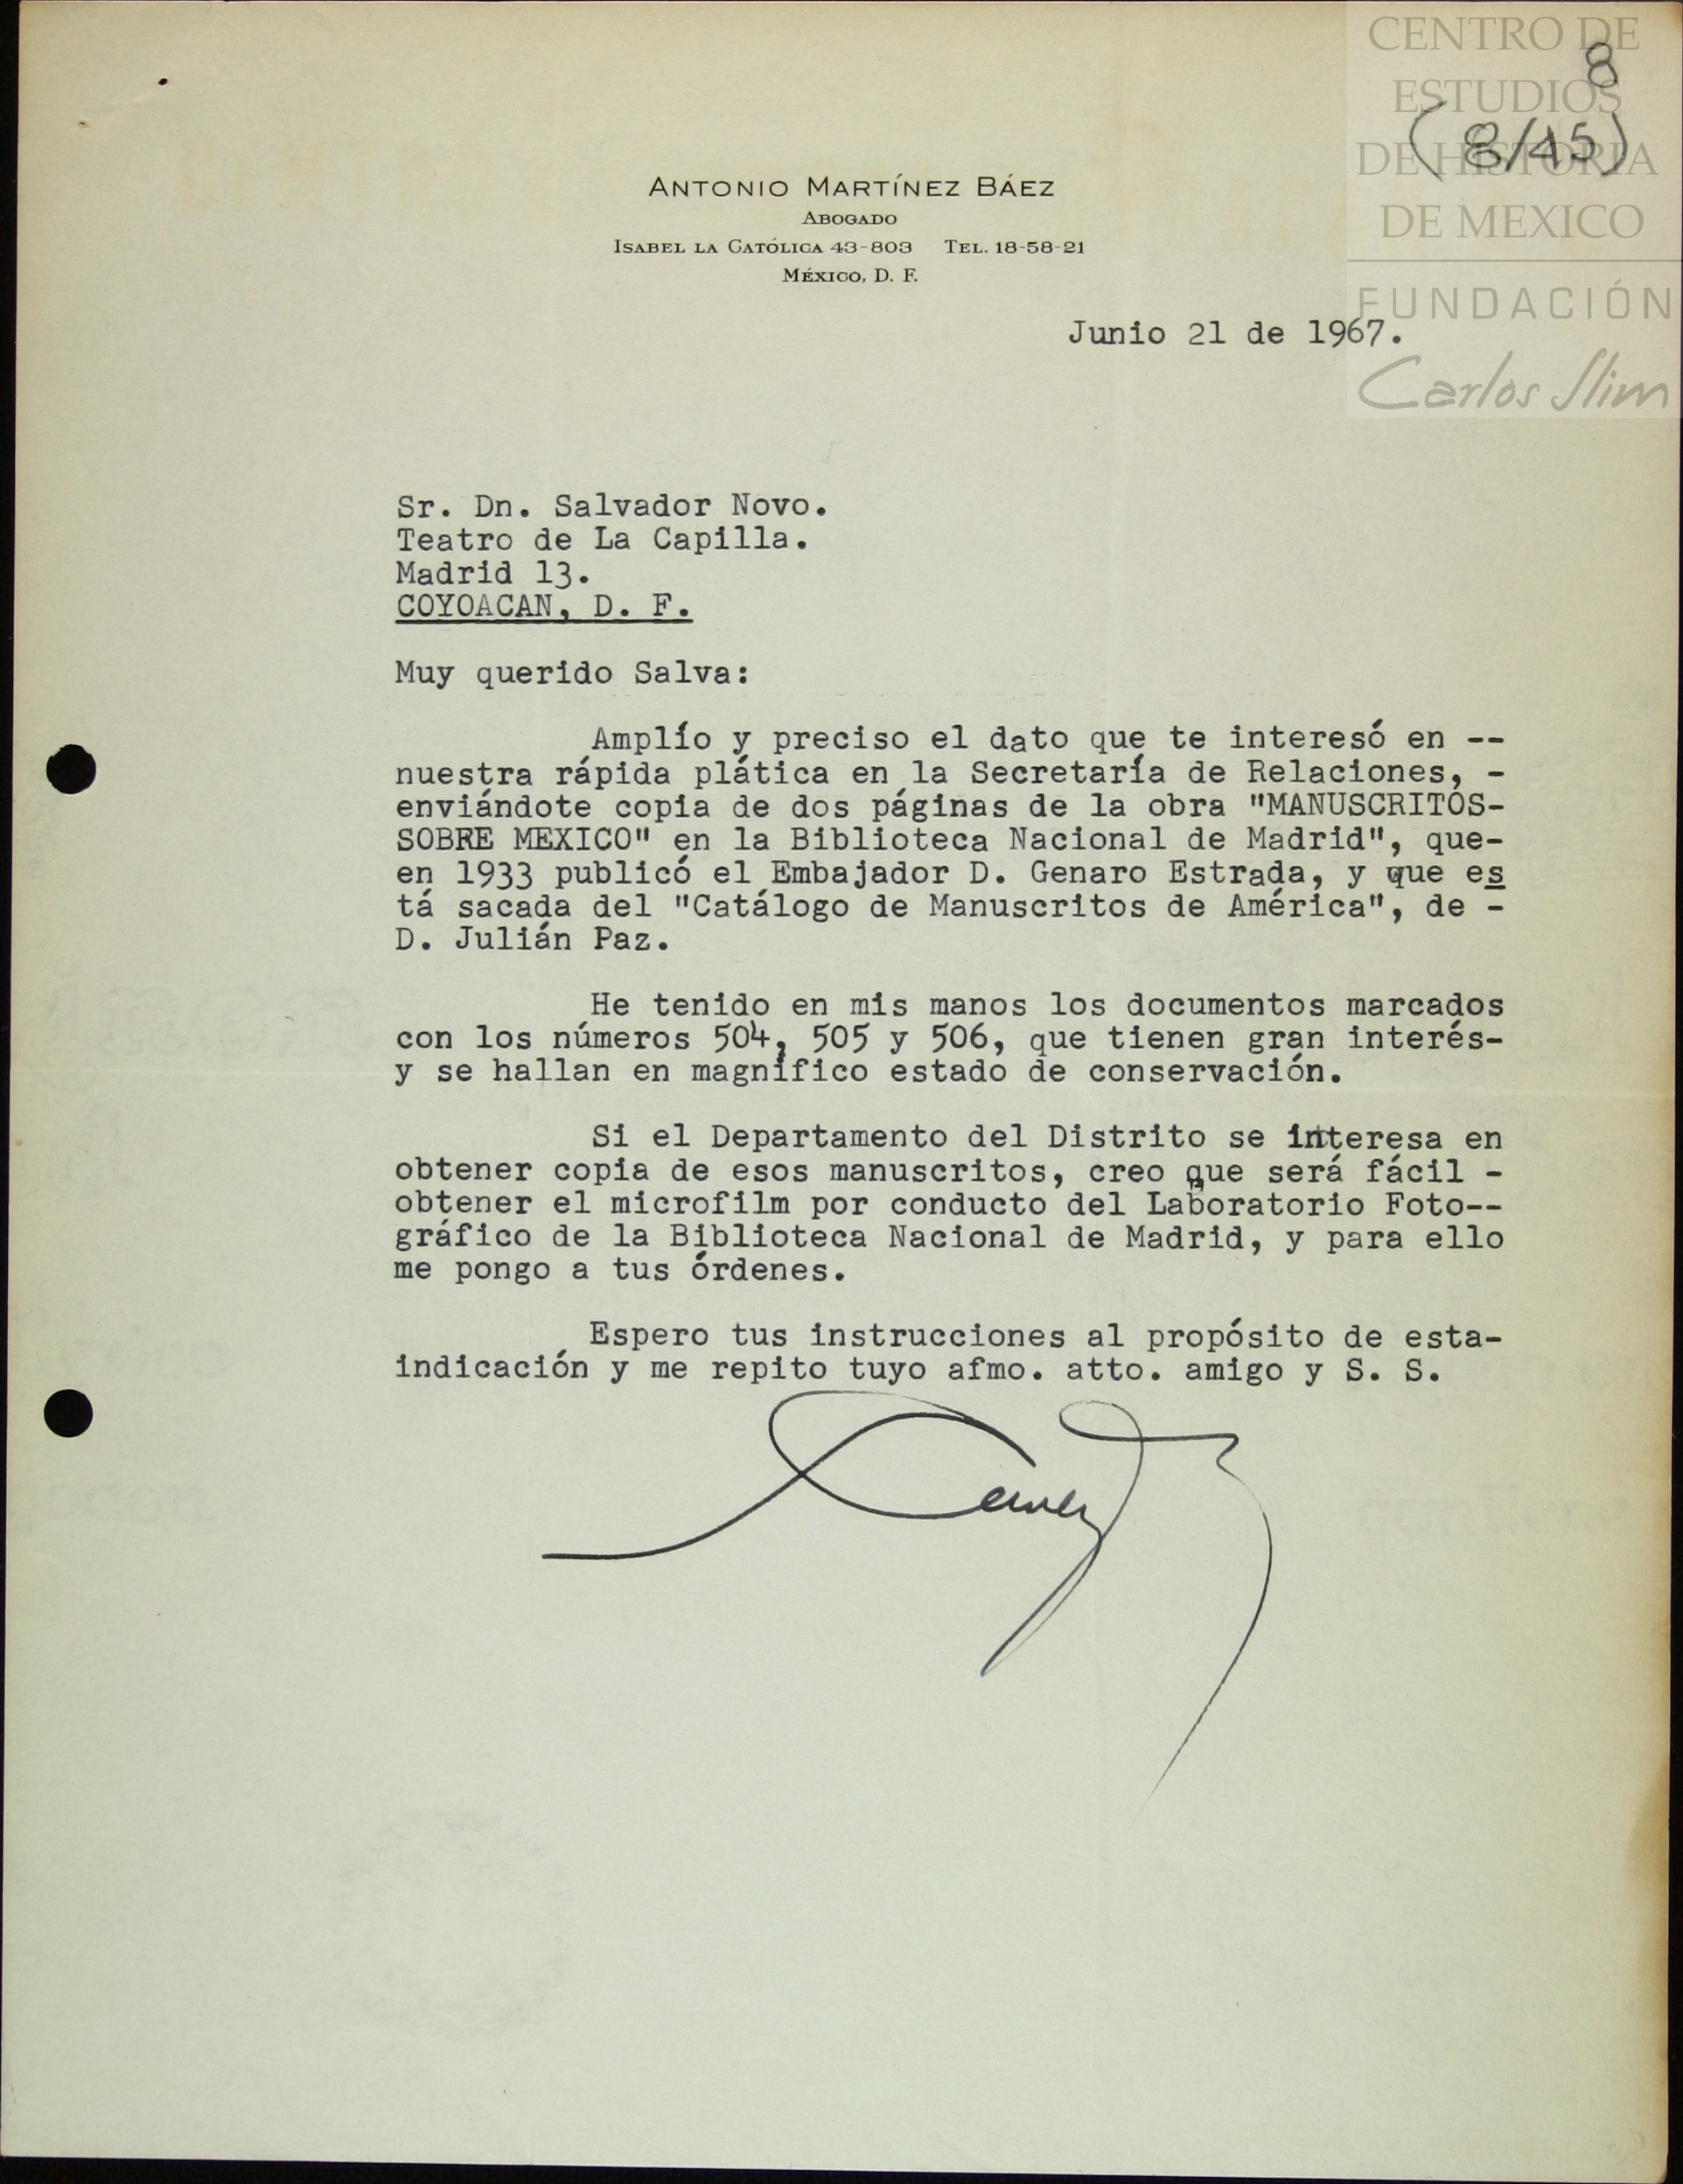 CENTRO DE
ESTUDIOS
DE HISTORIA
DE MEXICO
FUNDACIÓN
Carlos Slim
8
(8/15)
ANTONIO MARTÍNEZ BÁEZ
ABOGADO
ISABEL LA CATÓLICA 43-803 TEL. 18-58-21
MÉXICO, D. F.
Junio 21 de 1967.
Sr. Dn. Salvador Novo.
Teatro de La Capilla.
Madrid 13.
COYOACAN, D. F.
Muy querido Salva:
Amplío y preciso el dato que te interesó en --
nuestra rápida plática en la Secretaría de Relaciones, -
enviándote copia de dos páginas de la obra "MANUSCRITOS-
SOBRE MEXICO" en la Biblioteca Nacional de Madrid", que-
en 1933 publicó el Embajador D. Genaro Estrada, y que es
tá sacada del "Catálogo de Manuscritos de América", de -
D. Julián Paz.
He tenido en mis manos los documentos marcados
con los números 504, 505 y 506, que tienen gran interés-
y se hallan en magnífico estado de conservación.
Si el Departamento del Distrito se interesa en
obtener copia de esos manuscritos, creo que será fácil -
obtener el microfilm por conducto del Laboratorio Foto--
gráfico de la Biblioteca Nacional de Madrid, y para ello
me pongo a tus órdenes.
Espero tus instrucciones al propósito de esta-
indicación y me repito tuyo afmo. atto. amigo y S. S.